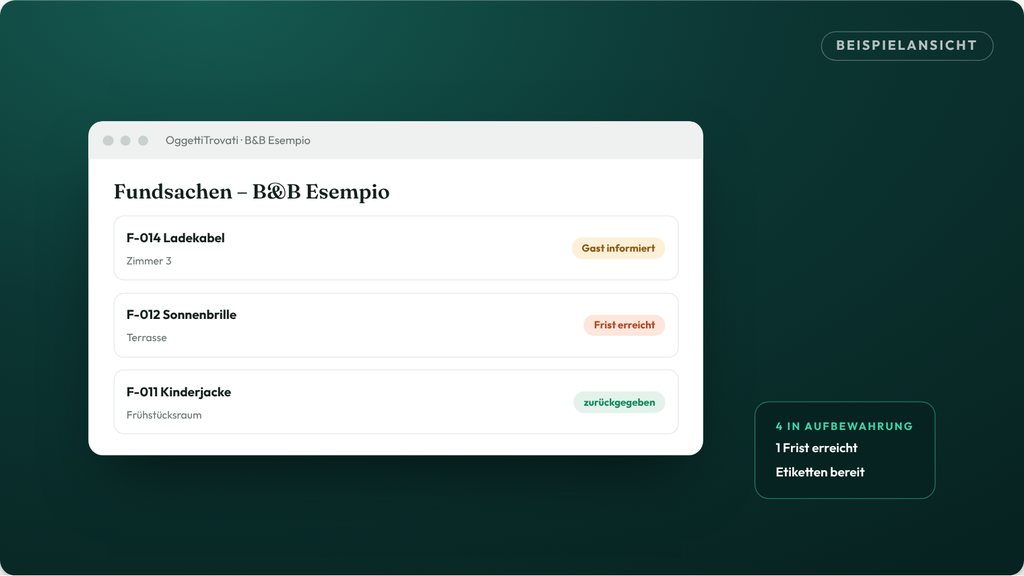 BEISPIELANSICHT
OggettiTrovati · B&B Esempio
Fundsachen – B&B Esempio
F-014 Ladekabel
Gast informiert
Zimmer 3
F-012 Sonnenbrille
Frist erreicht
Terrasse
F-011 Kinderjacke
zurückgegeben
Frühstücksraum
4 IN AUFBEWAHRUNG
1 Frist erreicht
Etiketten bereit